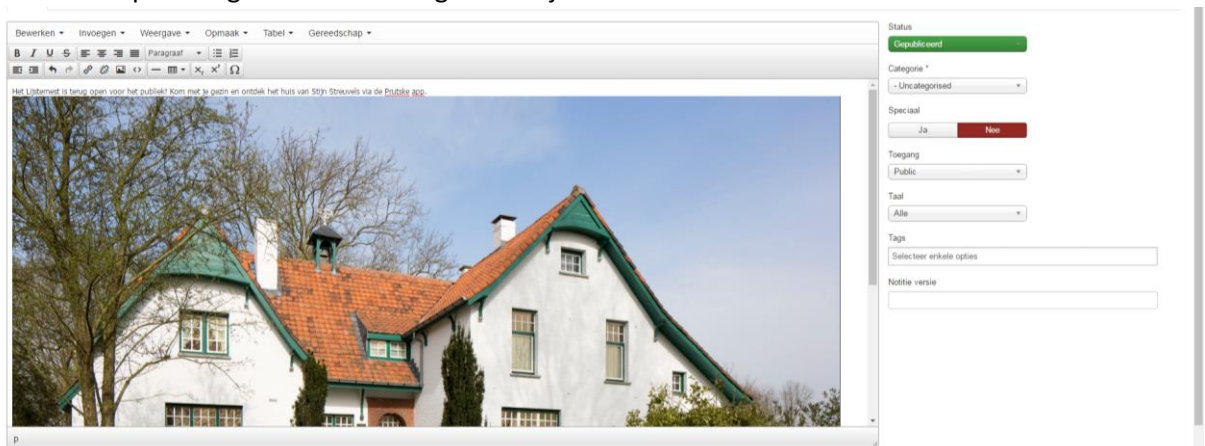 Bewerken Invoegen Weergave Opmaak Tabel Gereedschap
B I U S Paragraaf
X, X' Ω
Het Lijsternest is terug open voor het publiek! Kom met je gezin en ontdek het huis van Stijn Streuvels via de Prutske app.
p
Status
Gepubliceerd
Categorie *
- Uncategorised
Speciaal
Ja Nee
Toegang
Public
Taal
Alle
Tags
Selecteer enkele opties
Notitie versie